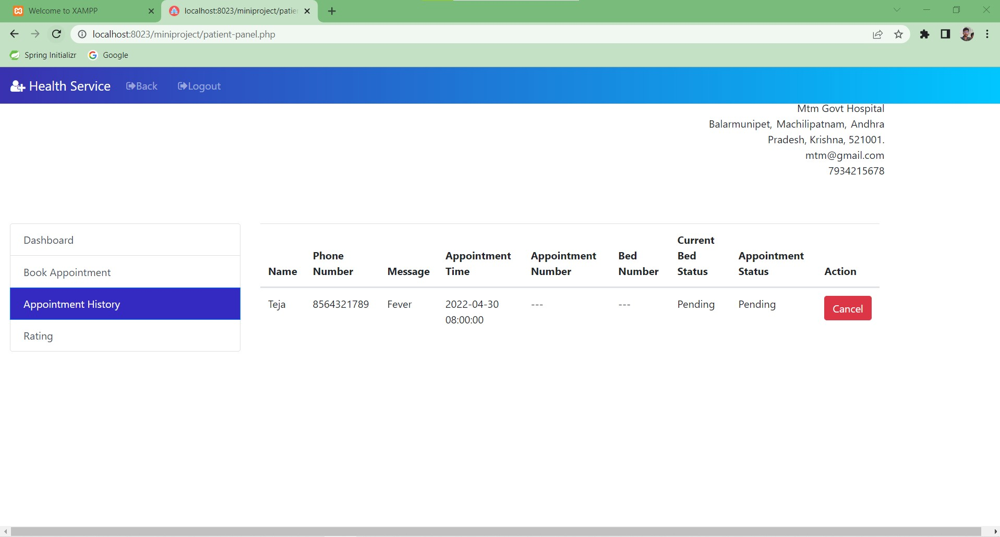 Welcome to XAMPP
localhost:8023/miniproject/patie
localhost:8023/miniproject/patient-panel.php
Spring Initializr Google
Health Service Back Logout
Mtm Govt Hospital
Balarmunipet, Machilipatnam, Andhra
Pradesh, Krishna, 521001.
mtm@gmail.com
7934215678
Dashboard
Book Appointment
Appointment History
Rating
Name
Phone
Number
Message
Appointment
Time
Appointment
Number
Bed
Number
Current
Bed
Status
Appointment
Status
Action
Teja
8564321789
Fever
2022-04-30
08:00:00
---
---
Pending
Pending
Cancel